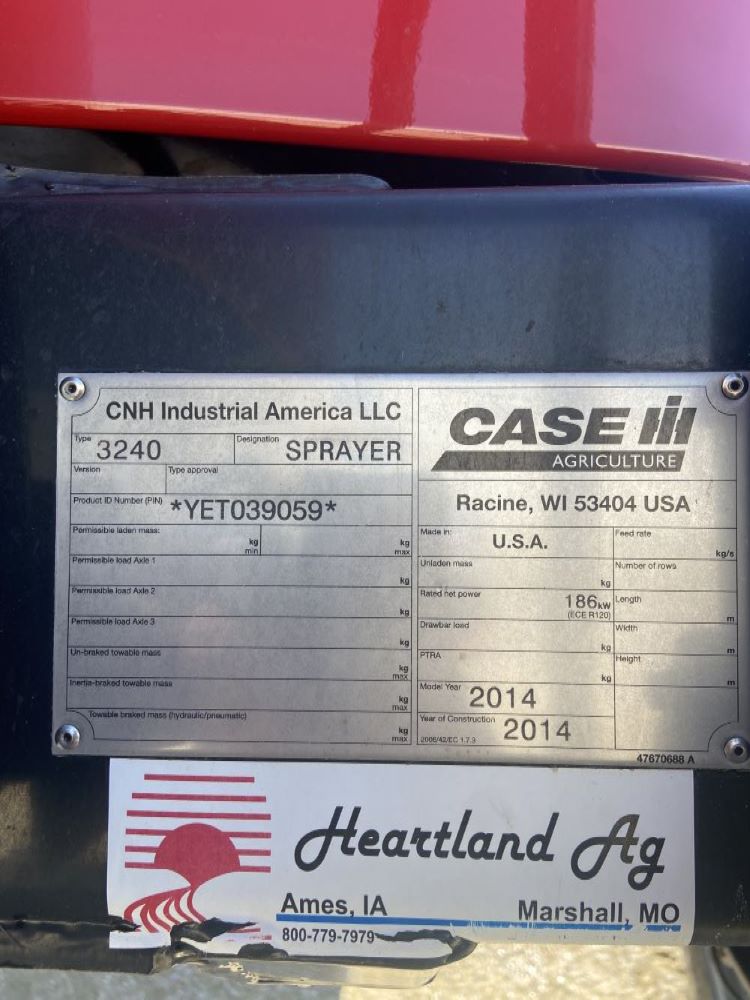 CNH Industrial America LLC
Type 3240
Designation SPRAYER
Version
Type approval
Product ID Number (PIN) *YET039059*
Permissible laden mass: kg min kg max
Permissible load Axle 1 kg
Permissible load Axle 2 kg
Permissible load Axle 3 kg
Un-braked towable mass kg max
Inertia-braked towable mass kg max
Towable braked mass (hydraulic/pneumatic) kg max
CASE IH
AGRICULTURE
Racine, WI 53404 USA
Made in: U.S.A.
Feed rate kg/s
Unladen mass kg
Number of rows
Rated net power 186kW (ECE R120)
Length m
Drawbar load kg
Width m
PTRA kg
Height m
Model Year 2014
Year of Construction 2014
2006/42/EC 1.7.3
47670688 A
Heartland Ag
Ames, IA
Marshall, MO
800-779-7979